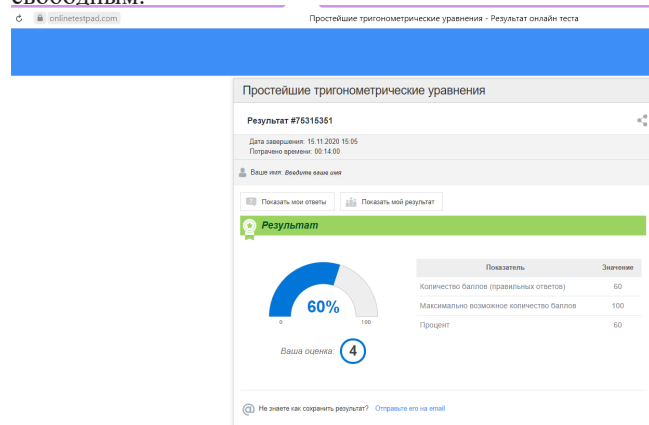 свободным.
onlinetestpad.com Простейшие тригонометрические уравнения - Результат онлайн теста
Простейшие тригонометрические уравнения
Результат #75315351
Дата завершения: 15.11.2020 15:05
Потрачено времени: 00:14:00
Ваше имя: Введите ваше имя
Показать мои ответы Показать мой результат
Результат
Показатель Значение
Количество баллов (правильных ответов) 60
Максимально возможное количество баллов 100
Процент 60
60%
0 100
Ваша оценка: 4
Не знаете как сохранить результат? Отправьте его на email